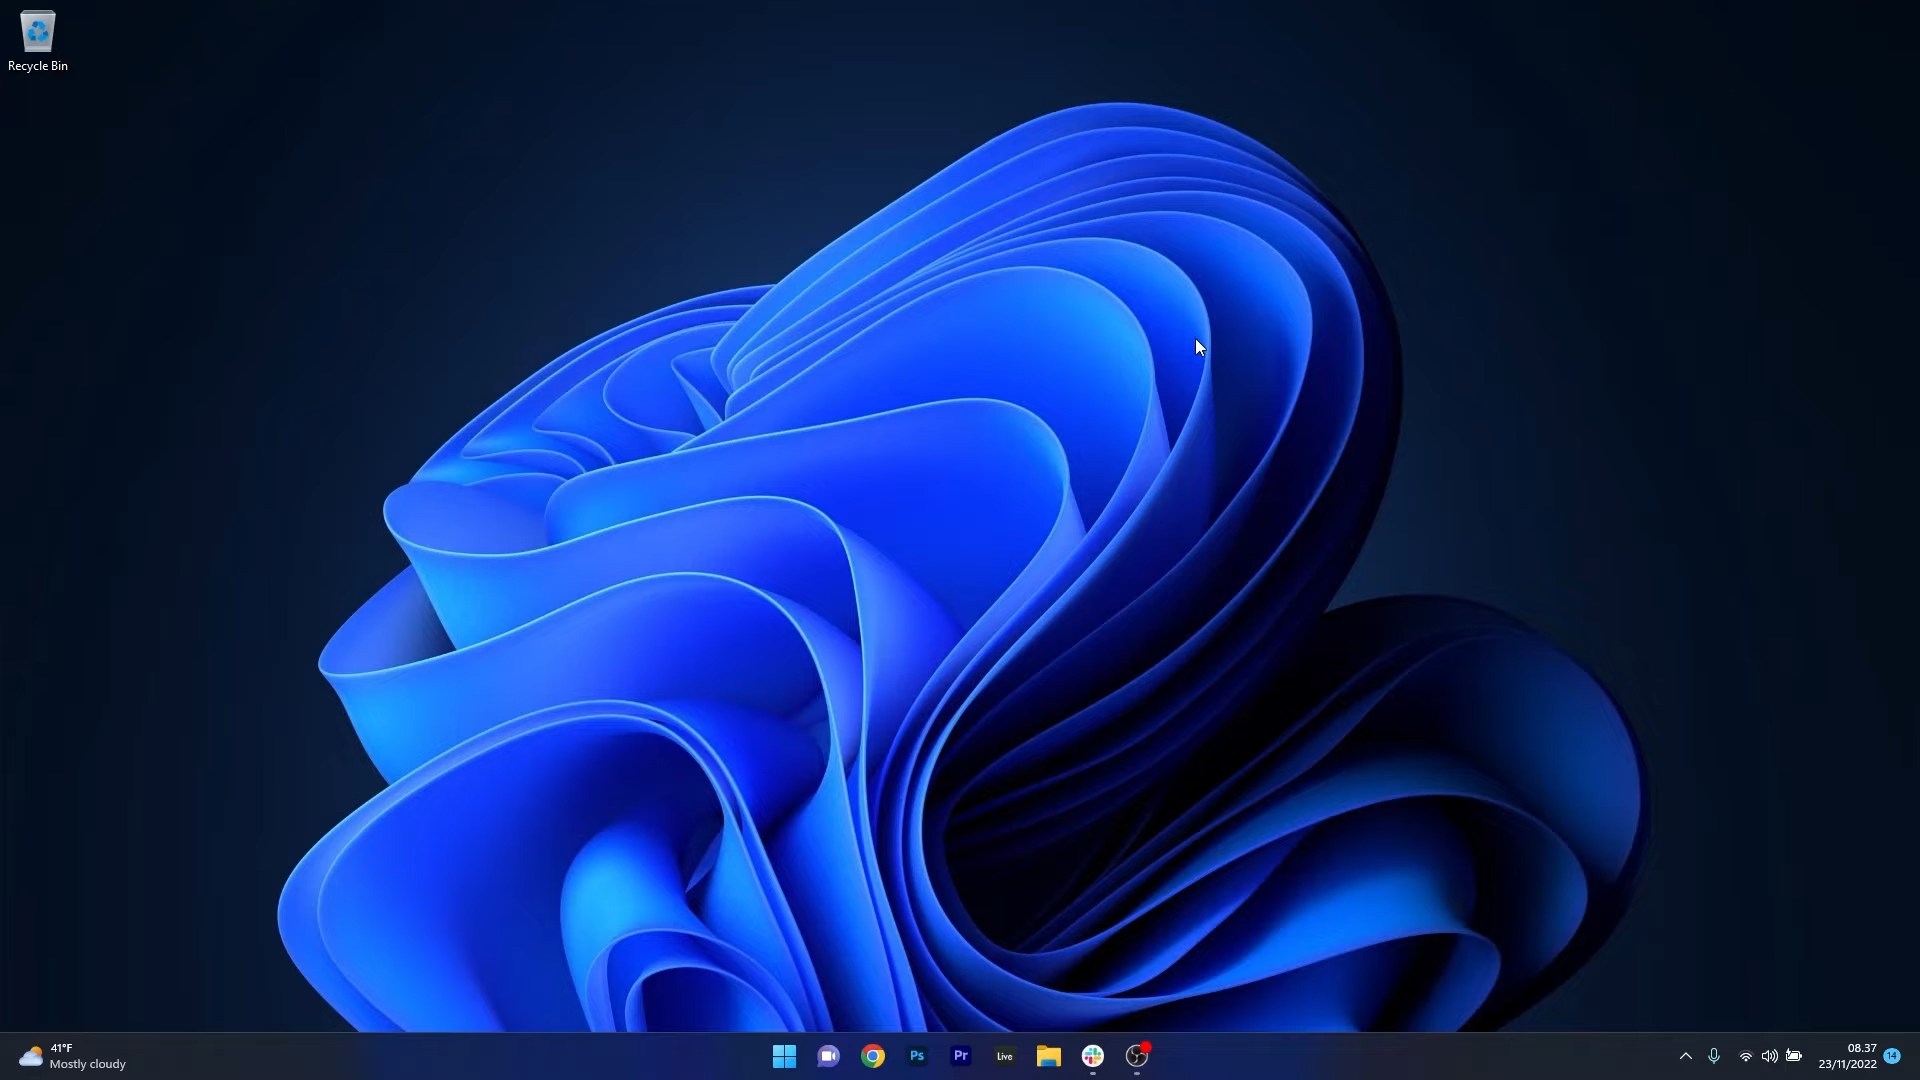 Recycle Bin
41°F
Mostly cloudy
Ps
Pr
Live
08.37
23/11/2022
14